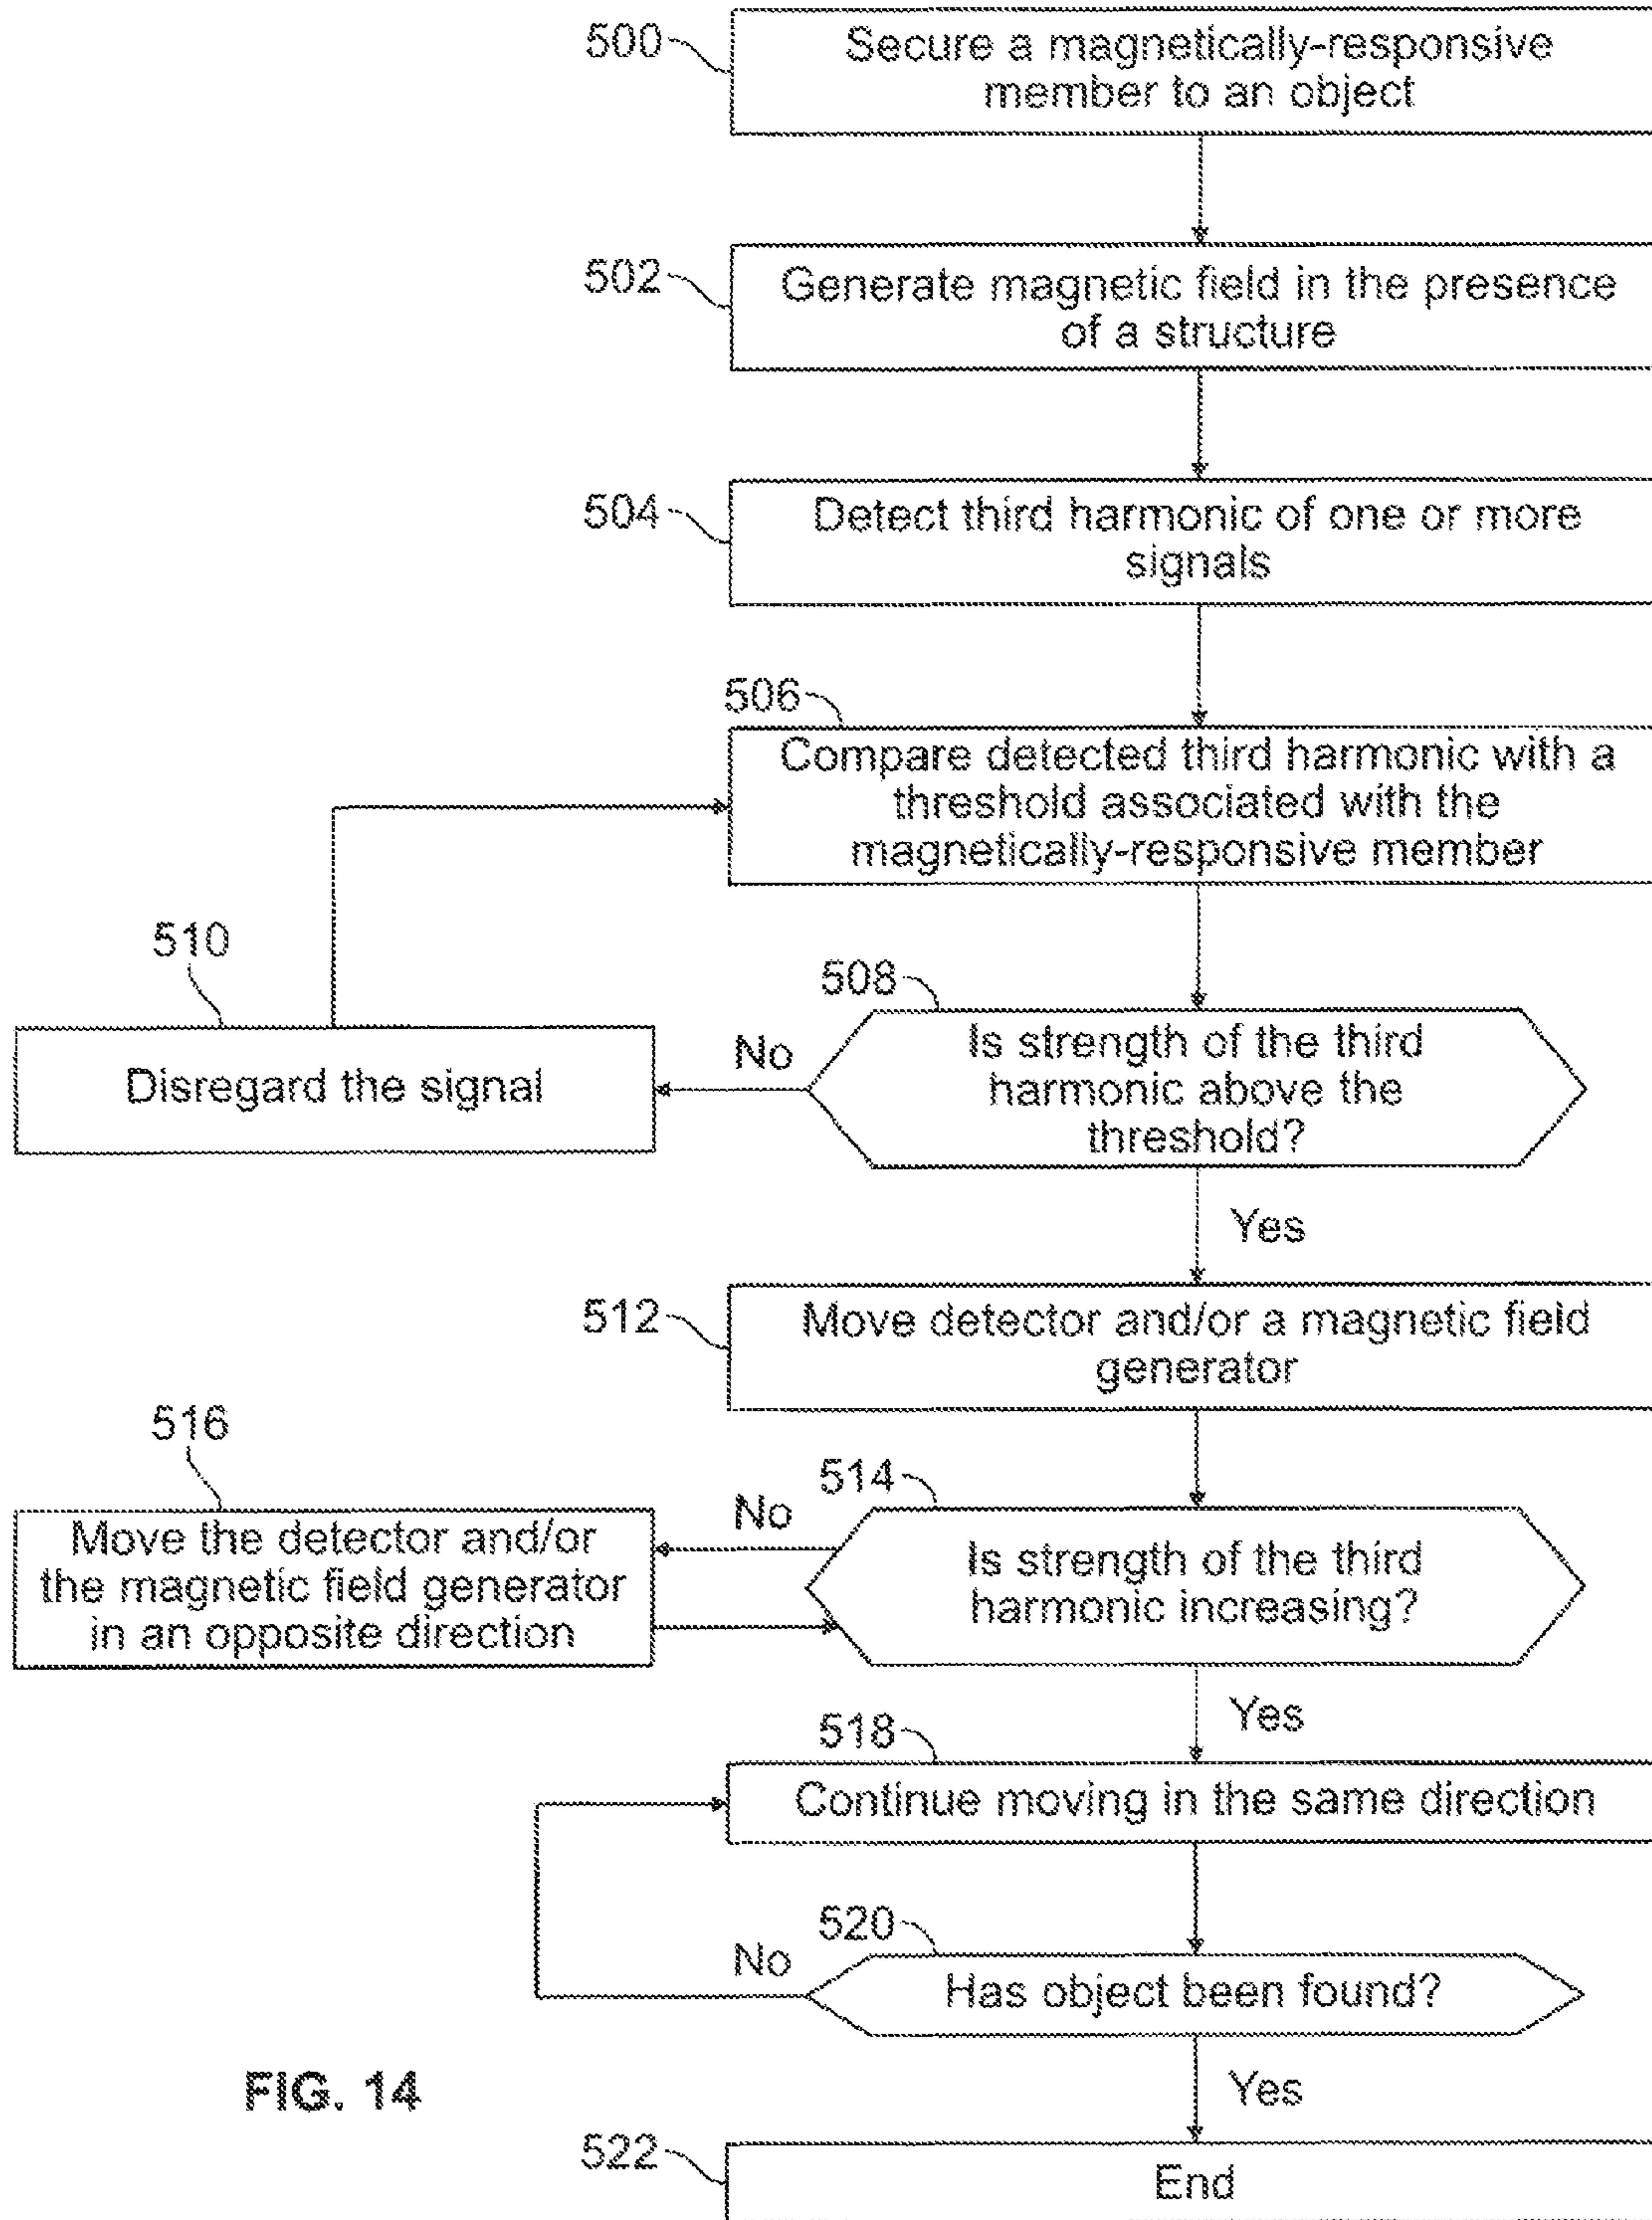 500
Secure a magnetically-responsive
member to an object
502
Generate magnetic field in the presence
of a structure
504
Detect third harmonic of one or more
signals
506
Compare detected third harmonic with a
threshold associated with the
magnetically-responsive member
510
Disregard the signal
No
508
Is strength of the third
harmonic above the
threshold?
Yes
512
Move detector and/or a magnetic field
generator
516
Move the detector and/or
the magnetic field generator
in an opposite direction
No
514
Is strength of the third
harmonic increasing?
Yes
518
Continue moving in the same direction
520
No
Has object been found?
Yes
FIG. 14
522
End